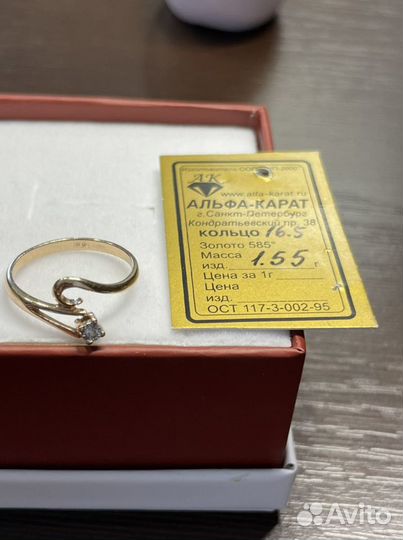 АК
www.alfa-karat.ru
АЛЬФА-КАРАТ
г.Санкт-Петербург
Кондратьевский пр. 38
КОЛЬЦО 16.5
Золото 585°
Масса
изд. 1.55 г
Цена за 1г
Цена
изд.
ОСТ 117-3-002-95
Avito